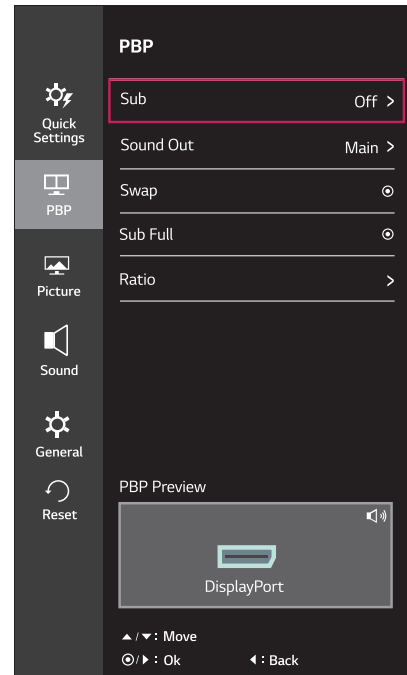 PBP
Sub
Off >
Quick
Settings
Sound Out
Main >
PBP
Swap
Sub Full
Picture
Ratio
>
Sound
General
Reset
PBP Preview
DisplayPort
▲/▼: Move
◉/▶ : Ok
◀ : Back